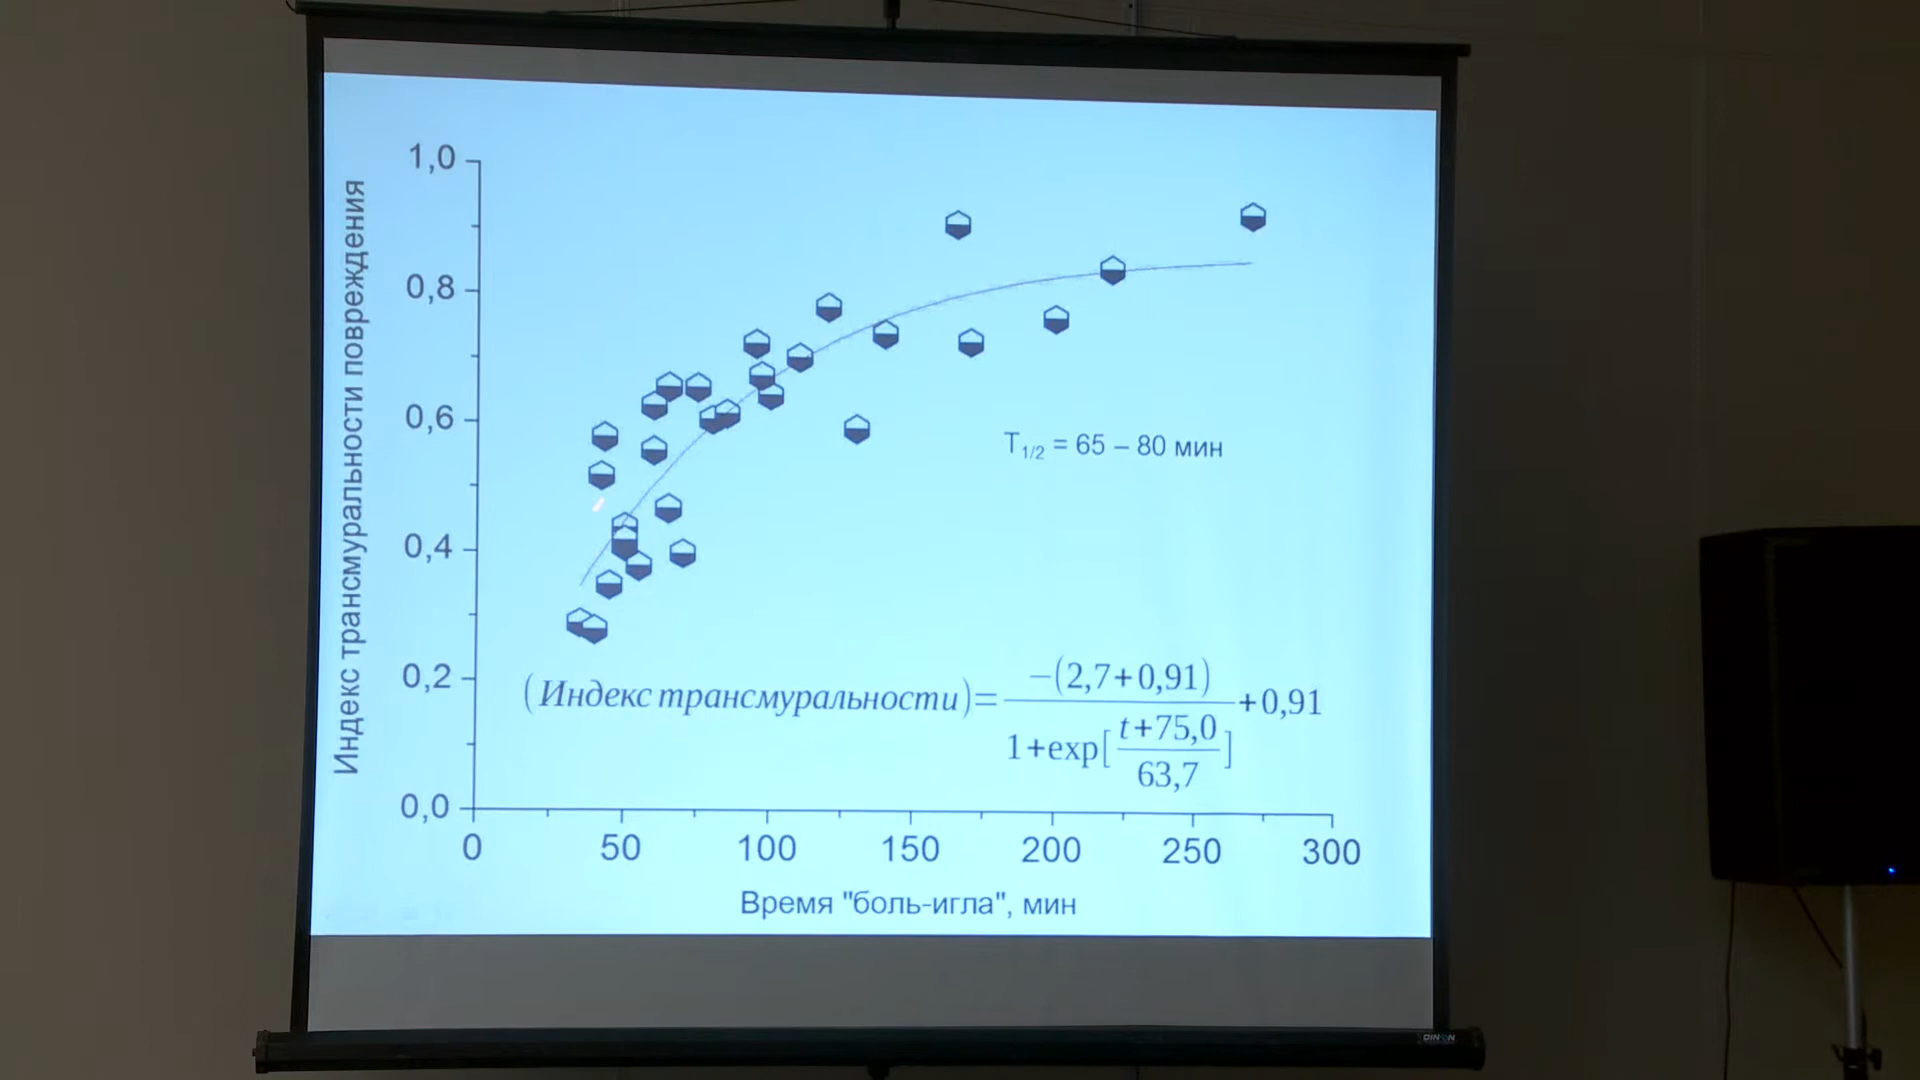 Индекс трансмуральности повреждения
1,0
0,8
0,6
0,4
0,2
0,0
T1/2 = 65 – 80 мин
(Индекс трансмуральности)= −(2,7+0,91) / 1+exp[ t+75,0 / 63,7 ] +0,91
0 50 100 150 200 250 300
Время "боль-игла", мин
DINON